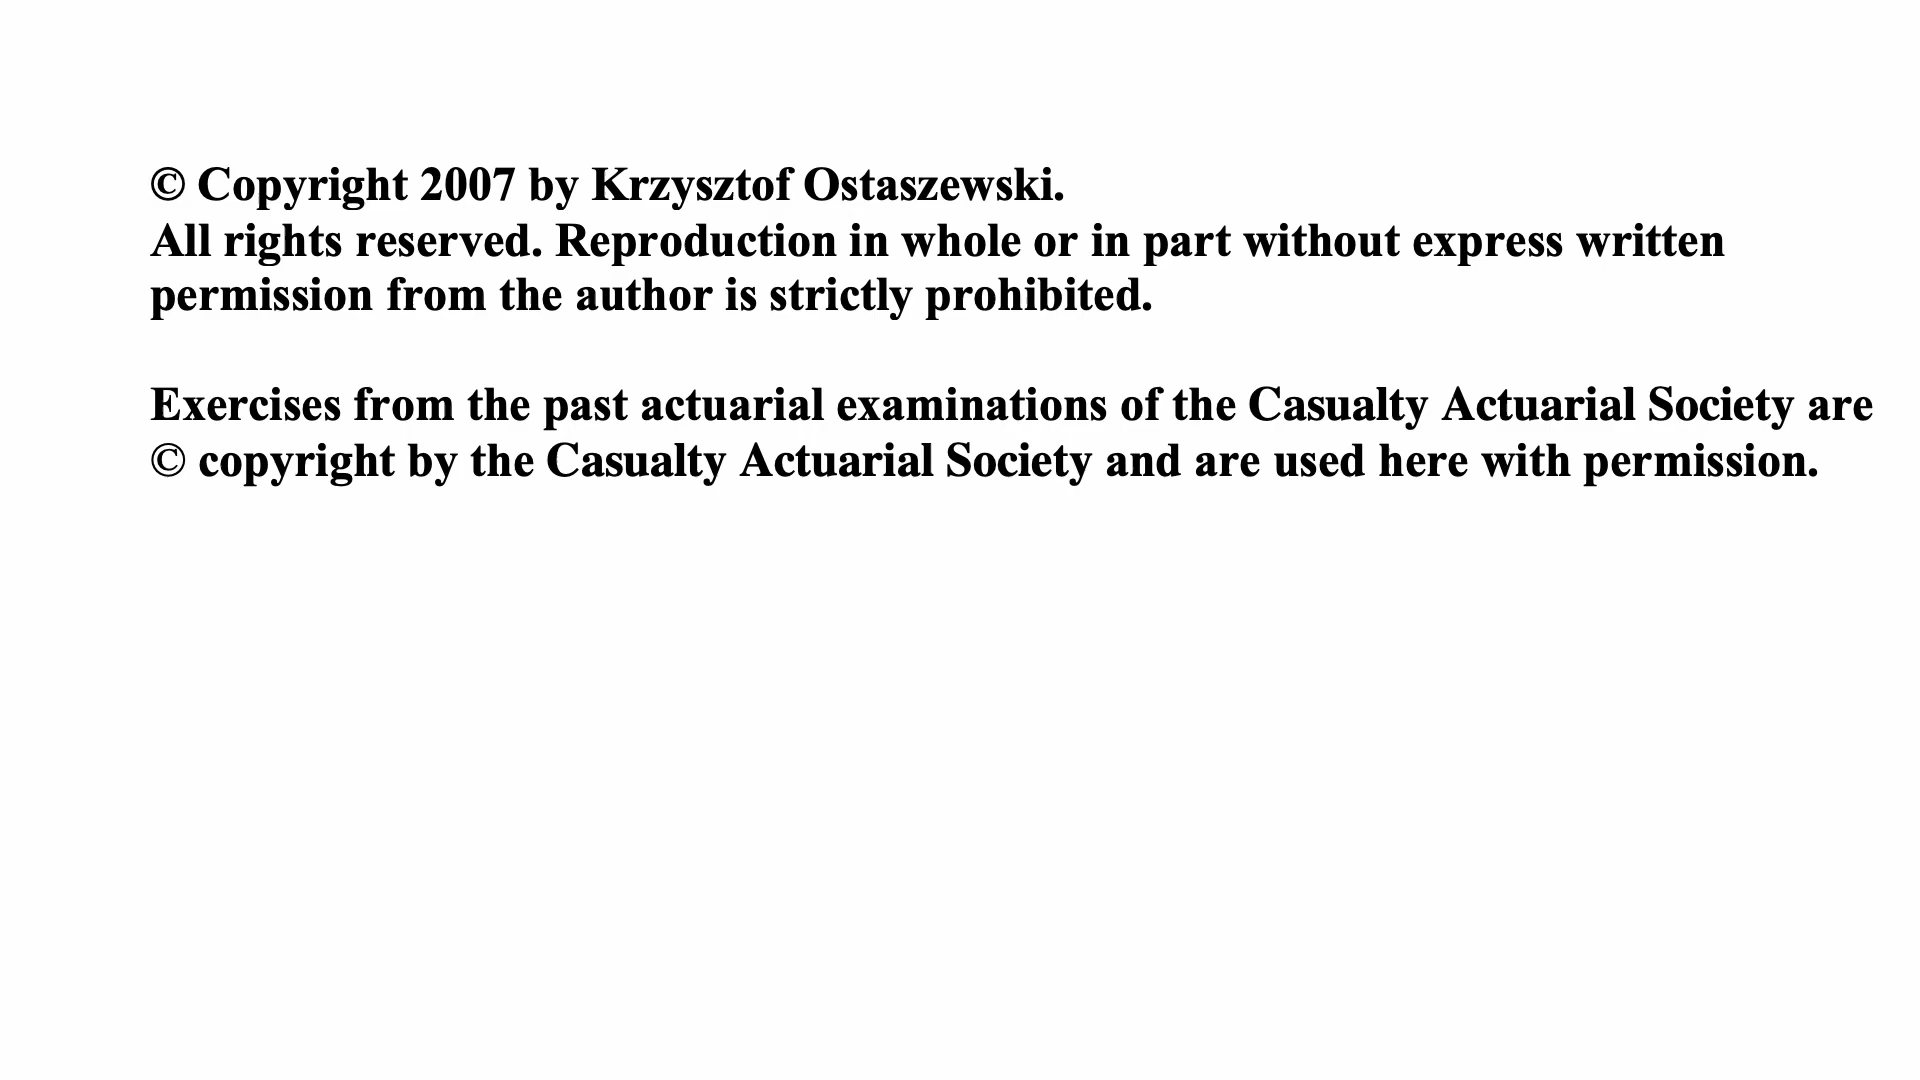 © Copyright 2007 by Krzysztof Ostaszewski.
All rights reserved. Reproduction in whole or in part without express written
permission from the author is strictly prohibited.
Exercises from the past actuarial examinations of the Casualty Actuarial Society are
© copyright by the Casualty Actuarial Society and are used here with permission.